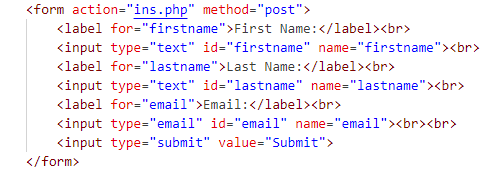 <form action="ins.php" method="post">
<label for="firstname">First Name:</label><br>
<input type="text" id="firstname" name="firstname"><br>
<label for="lastname">Last Name:</label><br>
<input type="text" id="lastname" name="lastname"><br>
<label for="email">Email:</label><br>
<input type="email" id="email" name="email"><br><br>
<input type="submit" value="Submit">
</form>